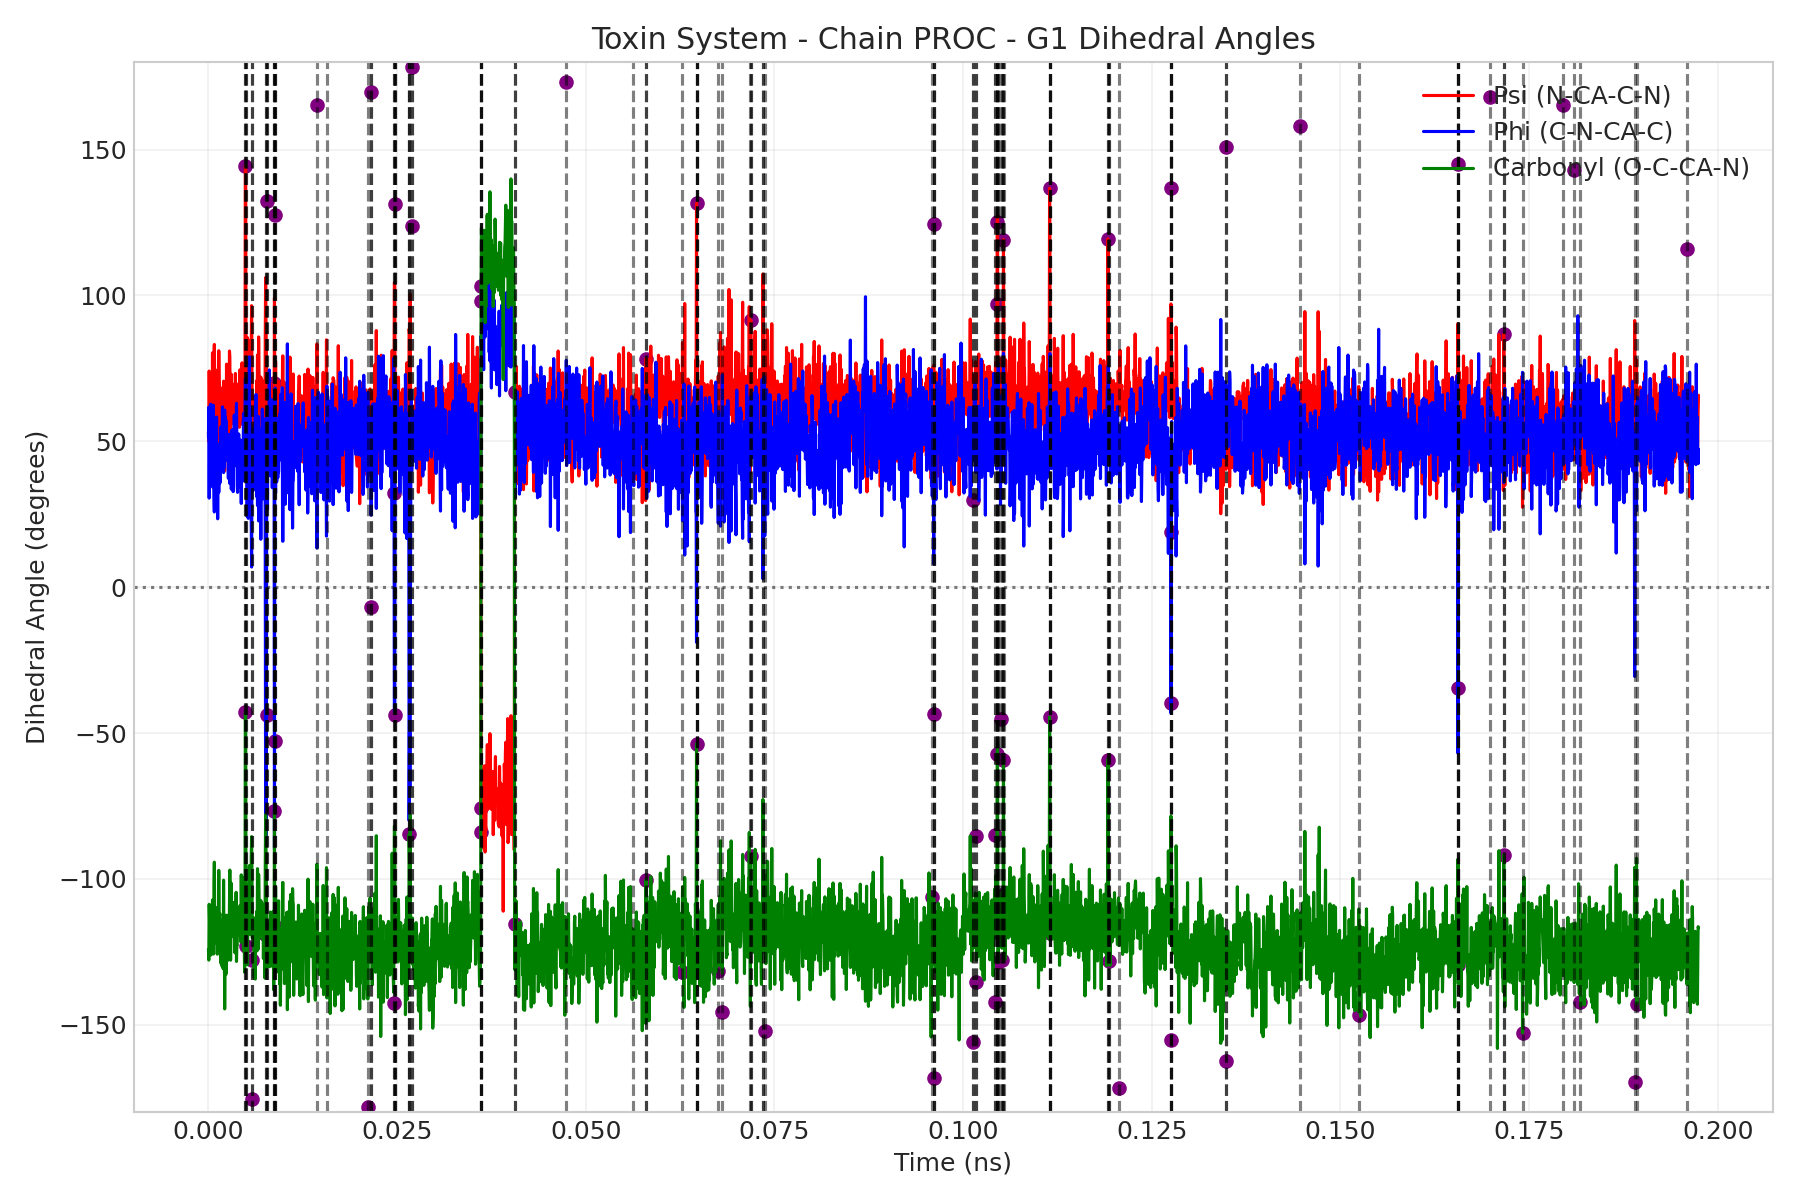 Toxin System - Chain PROC - G1 Dihedral Angles
Psi (N-CA-C-N)
Phi (C-N-CA-C)
Carbonyl (O-C-CA-N)
Dihedral Angle (degrees)
150
100
50
0
−50
−100
−150
0.000 0.025 0.050 0.075 0.100 0.125 0.150 0.175 0.200
Time (ns)